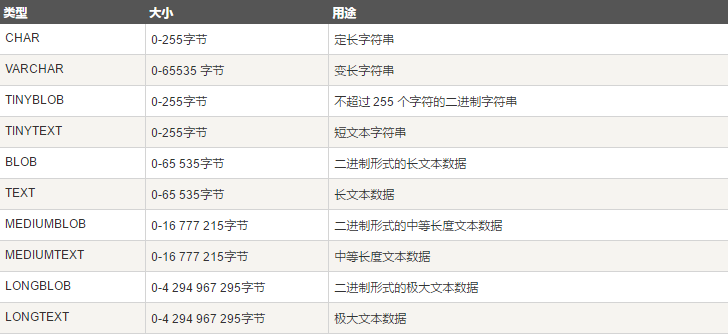 类型 大小 用途
CHAR 0-255字节 定长字符串
VARCHAR 0-65535 字节 变长字符串
TINYBLOB 0-255字节 不超过 255 个字符的二进制字符串
TINYTEXT 0-255字节 短文本字符串
BLOB 0-65 535字节 二进制形式的长文本数据
TEXT 0-65 535字节 长文本数据
MEDIUMBLOB 0-16 777 215字节 二进制形式的中等长度文本数据
MEDIUMTEXT 0-16 777 215字节 中等长度文本数据
LONGBLOB 0-4 294 967 295字节 二进制形式的极大文本数据
LONGTEXT 0-4 294 967 295字节 极大文本数据